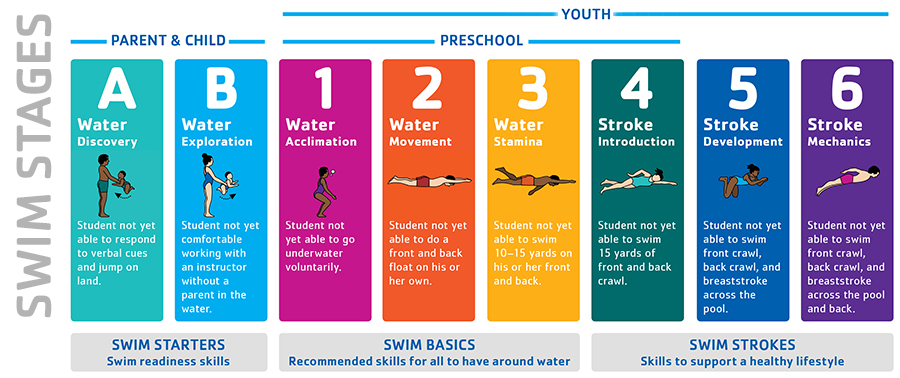 SWIM STAGES
YOUTH
PARENT & CHILD
PRESCHOOL
A
Water
Discovery
Student not yet
able to respond
to verbal cues
and jump on
land.
B
Water
Exploration
Student not yet
comfortable
working with
an instructor
without a
parent in the
water.
1
Water
Acclimation
Student not
yet able to go
underwater
voluntarily.
2
Water
Movement
Student not yet
able to do a
front and back
float on his or
her own.
3
Water
Stamina
Student not yet
able to swim
10–15 yards on
his or her front
and back.
4
Stroke
Introduction
Student not yet
able to swim
15 yards of
front and back
crawl.
5
Stroke
Development
Student not yet
able to swim
front crawl,
back crawl, and
breaststroke
across the
pool.
6
Stroke
Mechanics
Student not yet
able to swim
front crawl,
back crawl, and
breaststroke
across the pool
and back.
SWIM STARTERS
Swim readiness skills
SWIM BASICS
Recommended skills for all to have around water
SWIM STROKES
Skills to support a healthy lifestyle